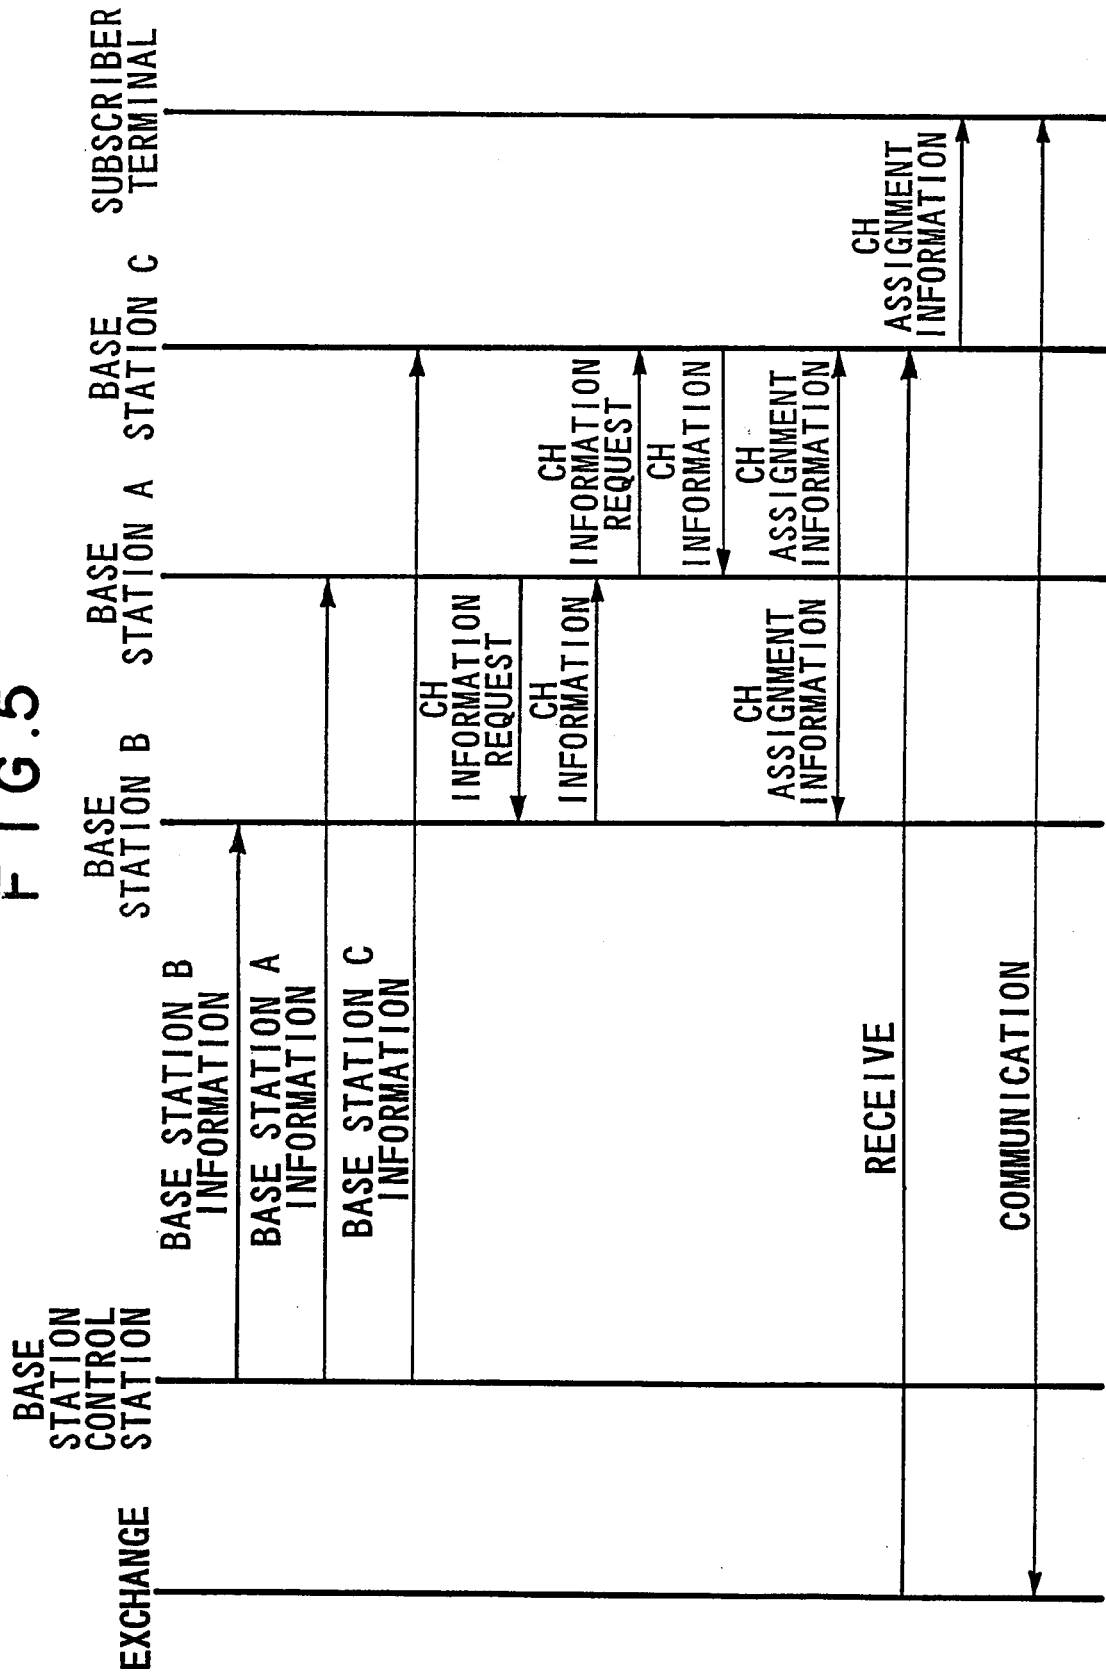 FIG.5
EXCHANGE
BASE
STATION
CONTROL
STATION
BASE
STATION B
BASE
STATION A
BASE
STATION C
SUBSCRIBER
TERMINAL
BASE STATION B
INFORMATION
BASE STATION A
INFORMATION
BASE STATION C
INFORMATION
CH
INFORMATION
REQUEST
CH
INFORMATION
CH
INFORMATION
REQUEST
CH
INFORMATION
CH
ASSIGNMENT
INFORMATION
CH
ASSIGNMENT
INFORMATION
RECEIVE
CH
ASSIGNMENT
INFORMATION
COMMUNICATION